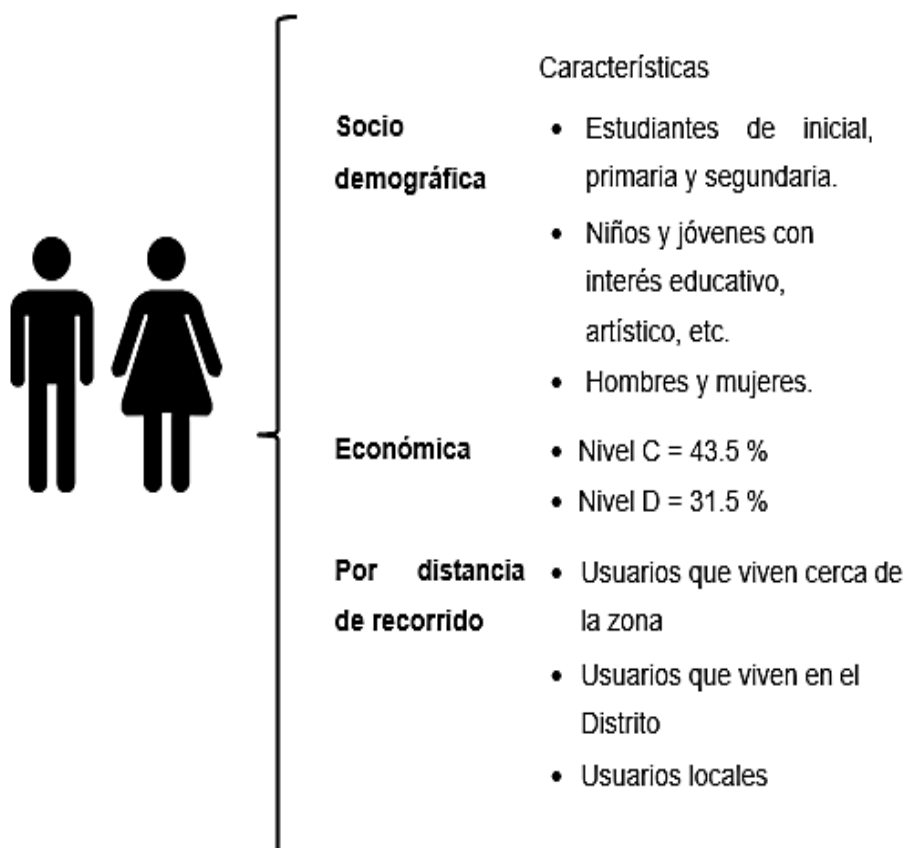 Características
Socio
demográfica
• Estudiantes de inicial,
primaria y segundaria.
• Niños y jóvenes con
interés educativo,
artístico, etc.
• Hombres y mujeres.
Económica
• Nivel C = 43.5 %
• Nivel D = 31.5 %
Por distancia
de recorrido
• Usuarios que viven cerca de
la zona
• Usuarios que viven en el
Distrito
• Usuarios locales